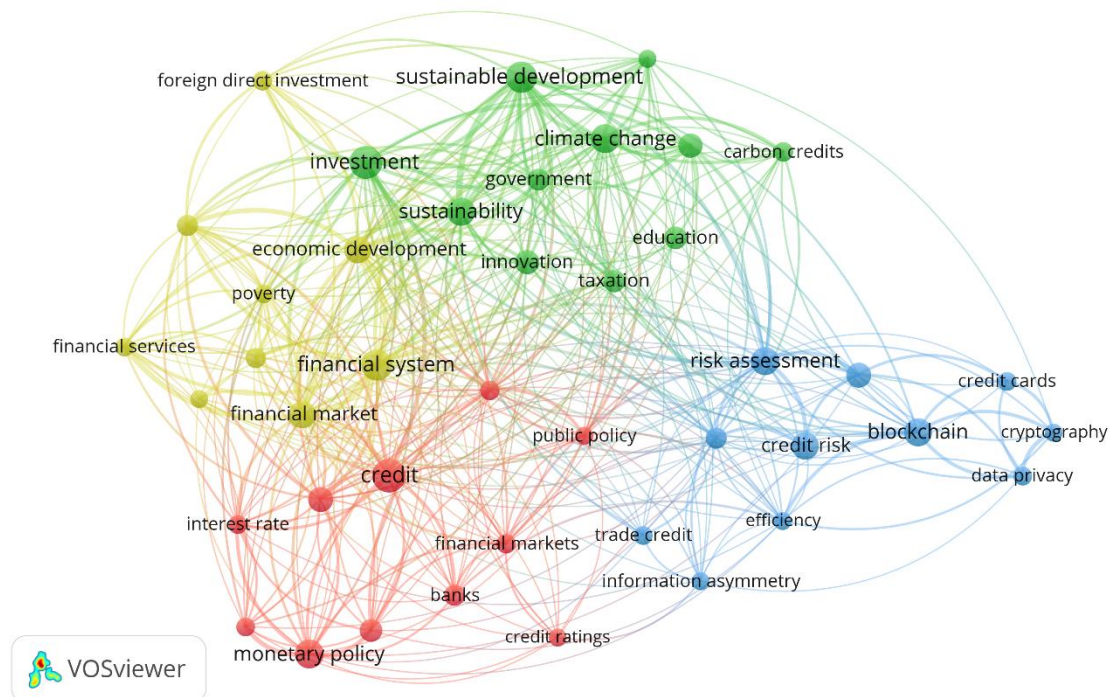 sustainable development
foreign direct investment
climate change
carbon credits
investment
government
sustainability
education
economic development
innovation
taxation
poverty
financial services
risk assessment
financial system
credit cards
financial market
blockchain
cryptography
public policy
credit risk
credit
data privacy
interest rate
efficiency
trade credit
financial markets
information asymmetry
banks
credit ratings
monetary policy
VOSviewer